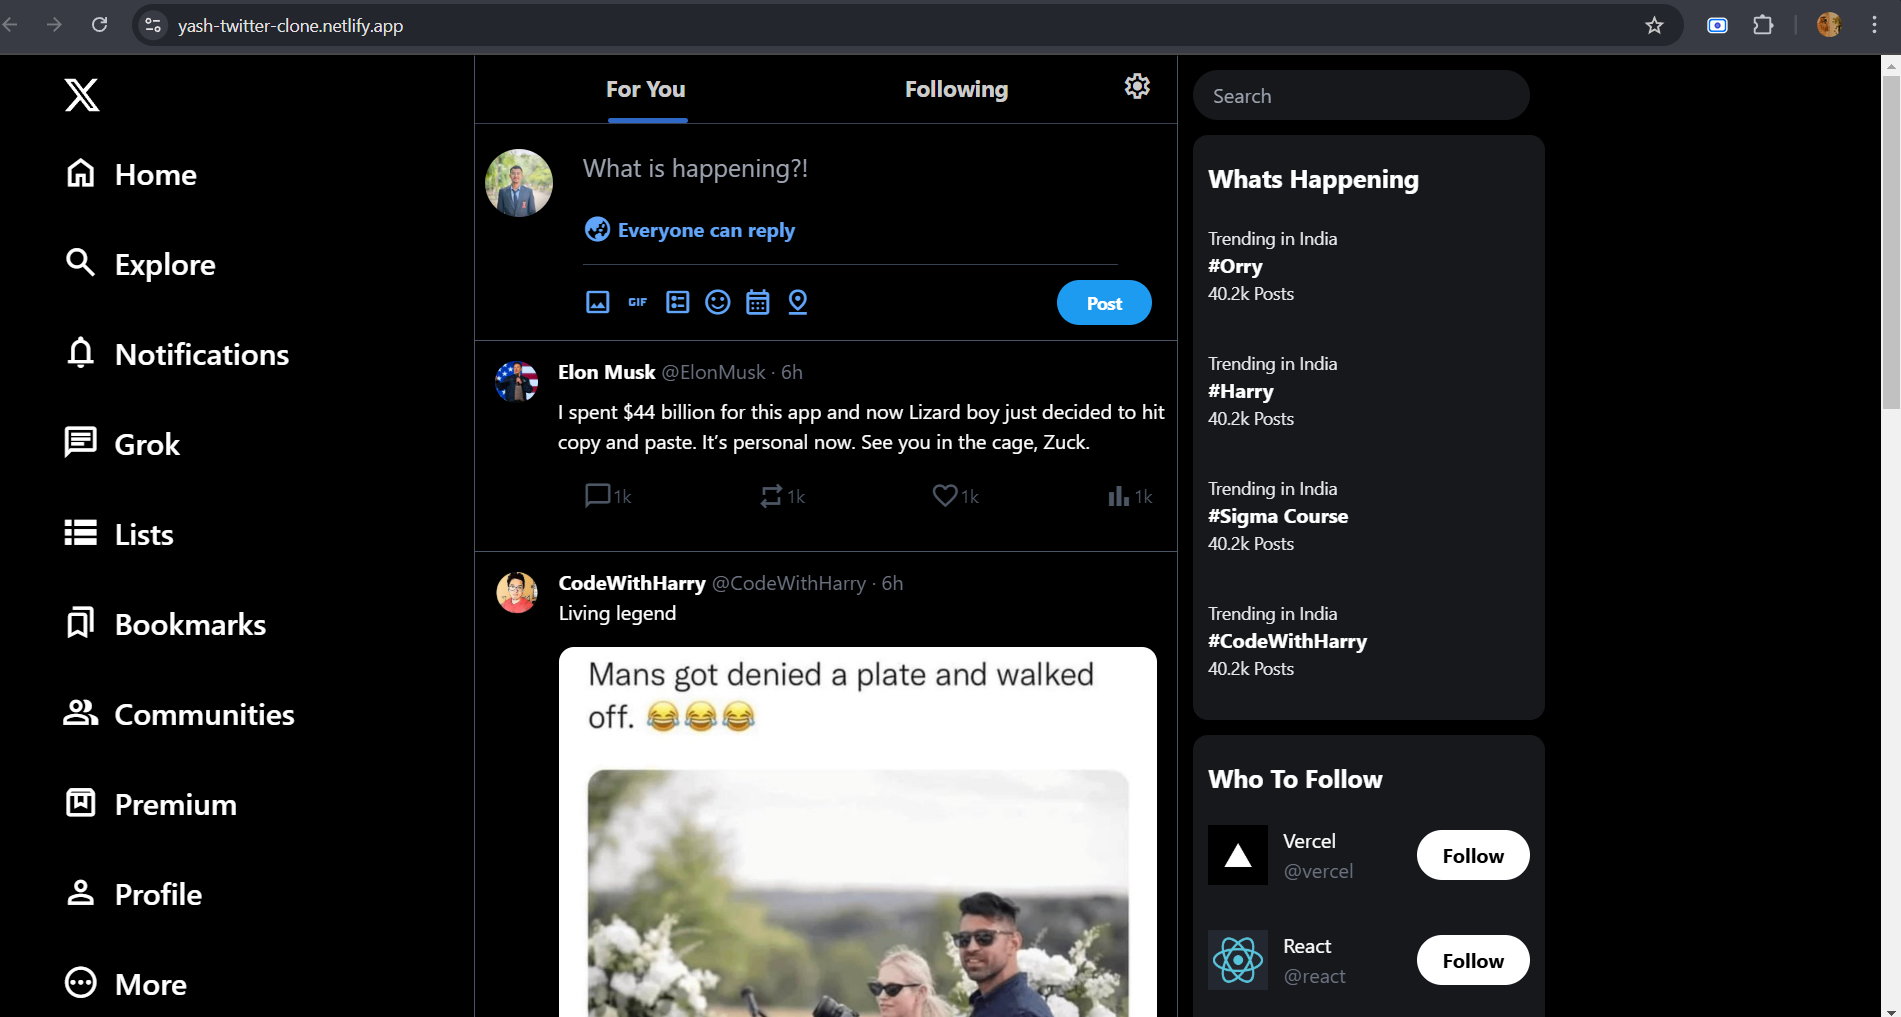 yash-twitter-clone.netlify.app
Home
Explore
Notifications
Grok
Lists
Bookmarks
Communities
Premium
Profile
More
For You
Following
What is happening?!
Everyone can reply
GIF
Post
Elon Musk @ElonMusk · 6h
I spent $44 billion for this app and now Lizard boy just decided to hit
copy and paste. It’s personal now. See you in the cage, Zuck.
1k
1k
1k
1k
CodeWithHarry @CodeWithHarry · 6h
Living legend
Mans got denied a plate and walked
off. 😂😂😂
Search
Whats Happening
Trending in India
#Orry
40.2k Posts
Trending in India
#Harry
40.2k Posts
Trending in India
#Sigma Course
40.2k Posts
Trending in India
#CodeWithHarry
40.2k Posts
Who To Follow
Vercel
@vercel
Follow
React
@react
Follow